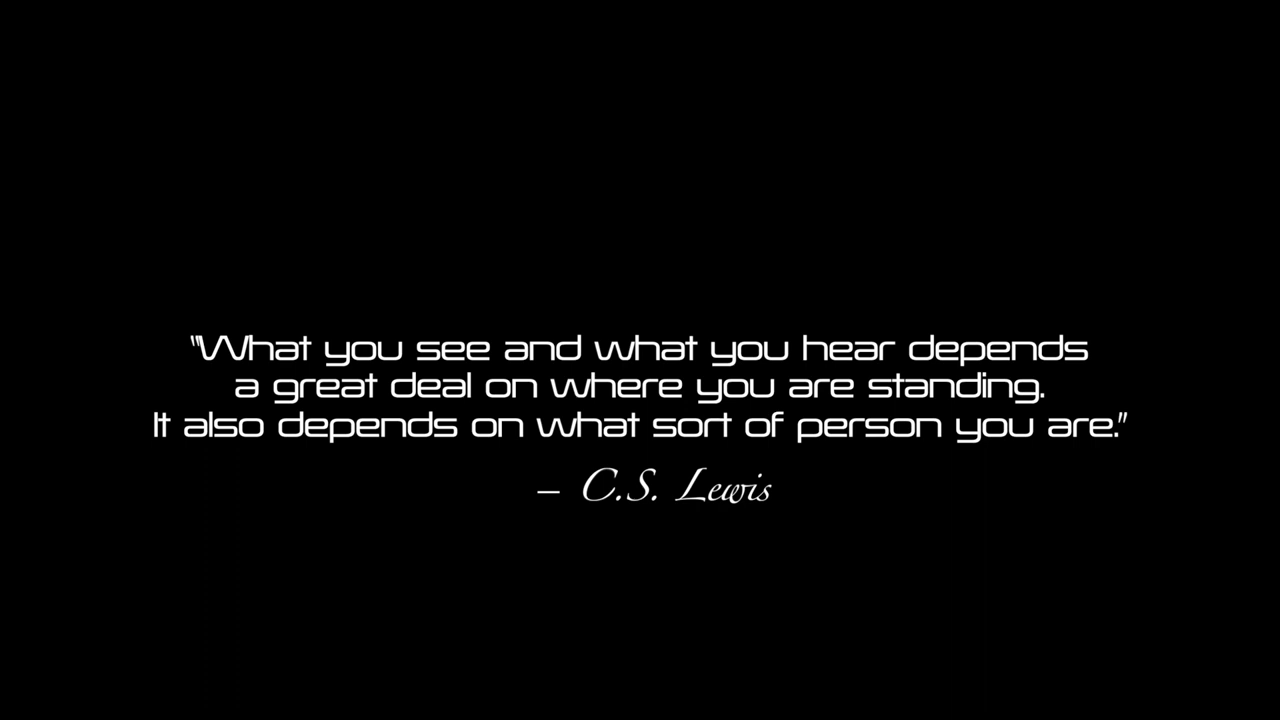 “What you see and what you hear depends
a great deal on where you are standing.
It also depends on what sort of person you are.”
– C.S. Lewis